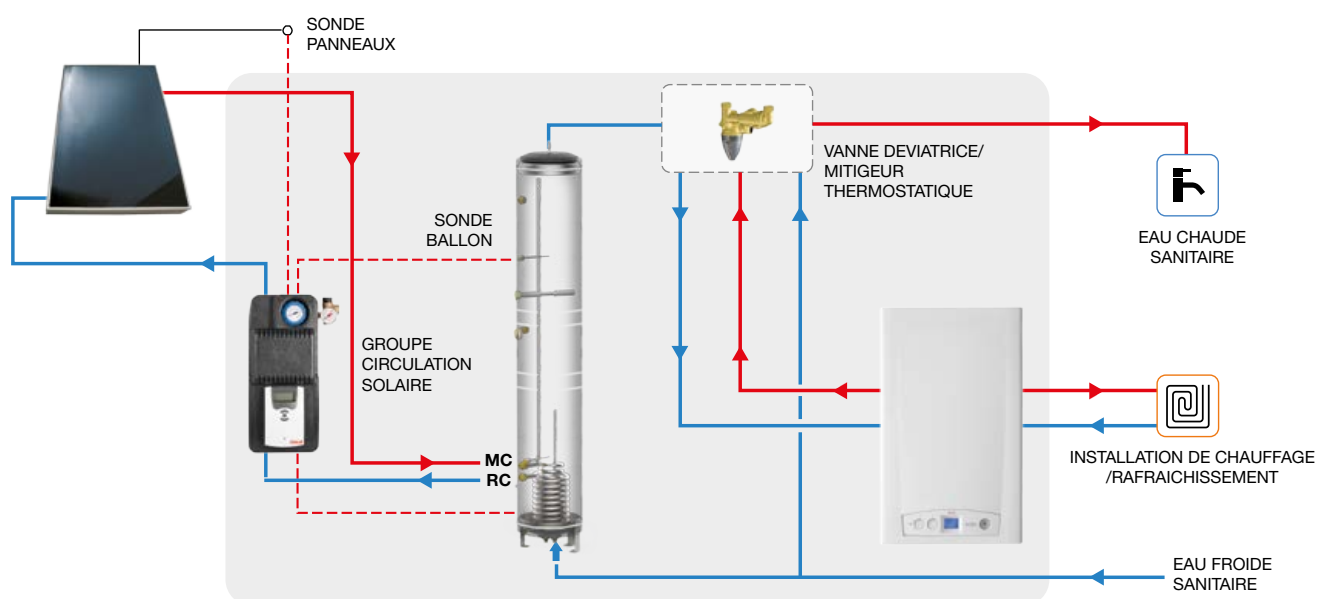 SONDE
PANNEAUX
VANNE DEVIATRICE/
MITIGEUR
THERMOSTATIQUE
SONDE
BALLON
EAU CHAUDE
SANITAIRE
GROUPE
CIRCULATION
SOLAIRE
MC
RC
INSTALLATION DE CHAUFFAGE
/RAFRAICHISSEMENT
EAU FROIDE
SANITAIRE